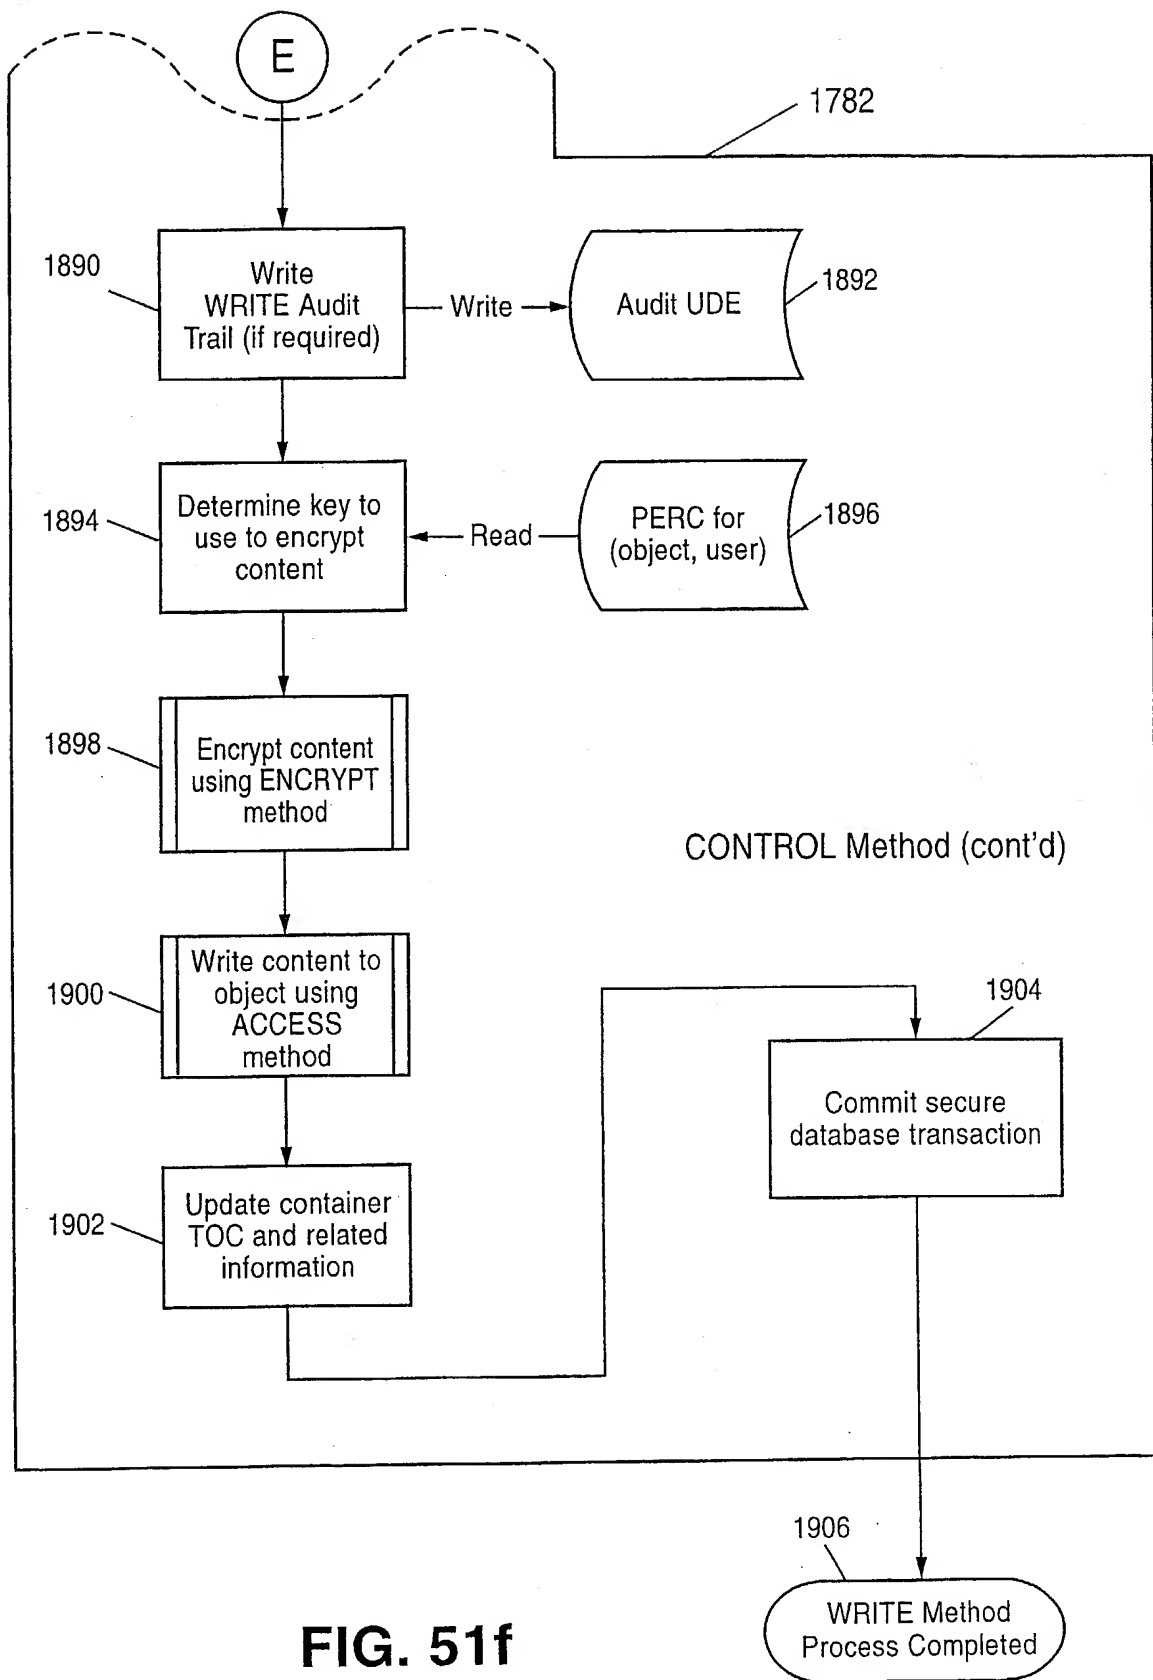 E
1782
1890
Write
WRITE Audit
Trail (if required)
Write
Audit UDE
1892
1894
Determine key to
use to encrypt
content
Read
PERC for
(object, user)
1896
1898
Encrypt content
using ENCRYPT
method
CONTROL Method (cont'd)
1900
Write content to
object using
ACCESS
method
1904
Commit secure
database transaction
1902
Update container
TOC and related
information
1906
WRITE Method
Process Completed
FIG. 51f